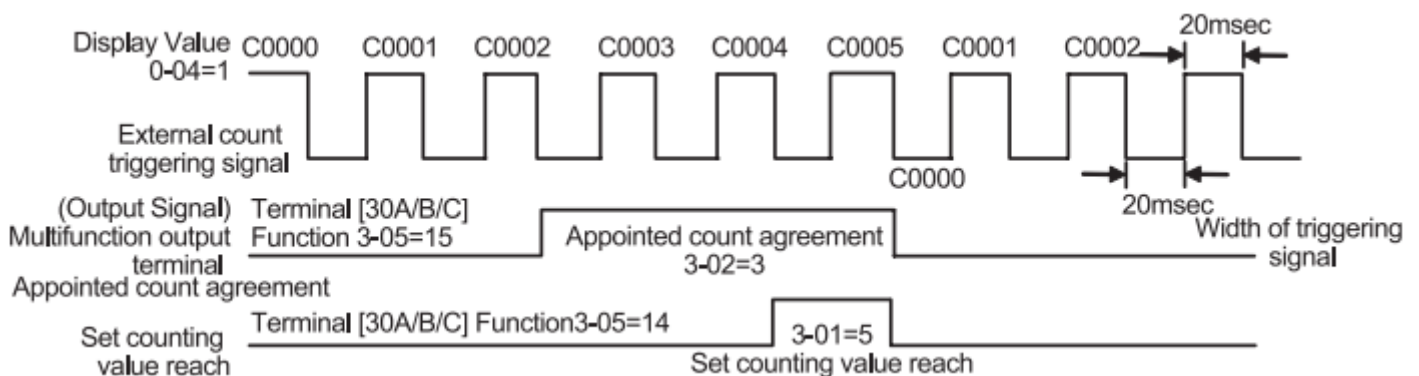 20msec
Display Value C0000 C0001 C0002 C0003 C0004 C0005 C0001 C0002
0-04=1
External count
triggering signal
C0000
20msec
(Output Signal) Terminal [30A/B/C]
Multifunction output Function 3-05=15 Appointed count agreement Width of triggering
terminal 3-02=3 signal
Appointed count agreement
Terminal [30A/B/C] Function3-05=14
Set counting 3-01=5
value reach Set counting value reach